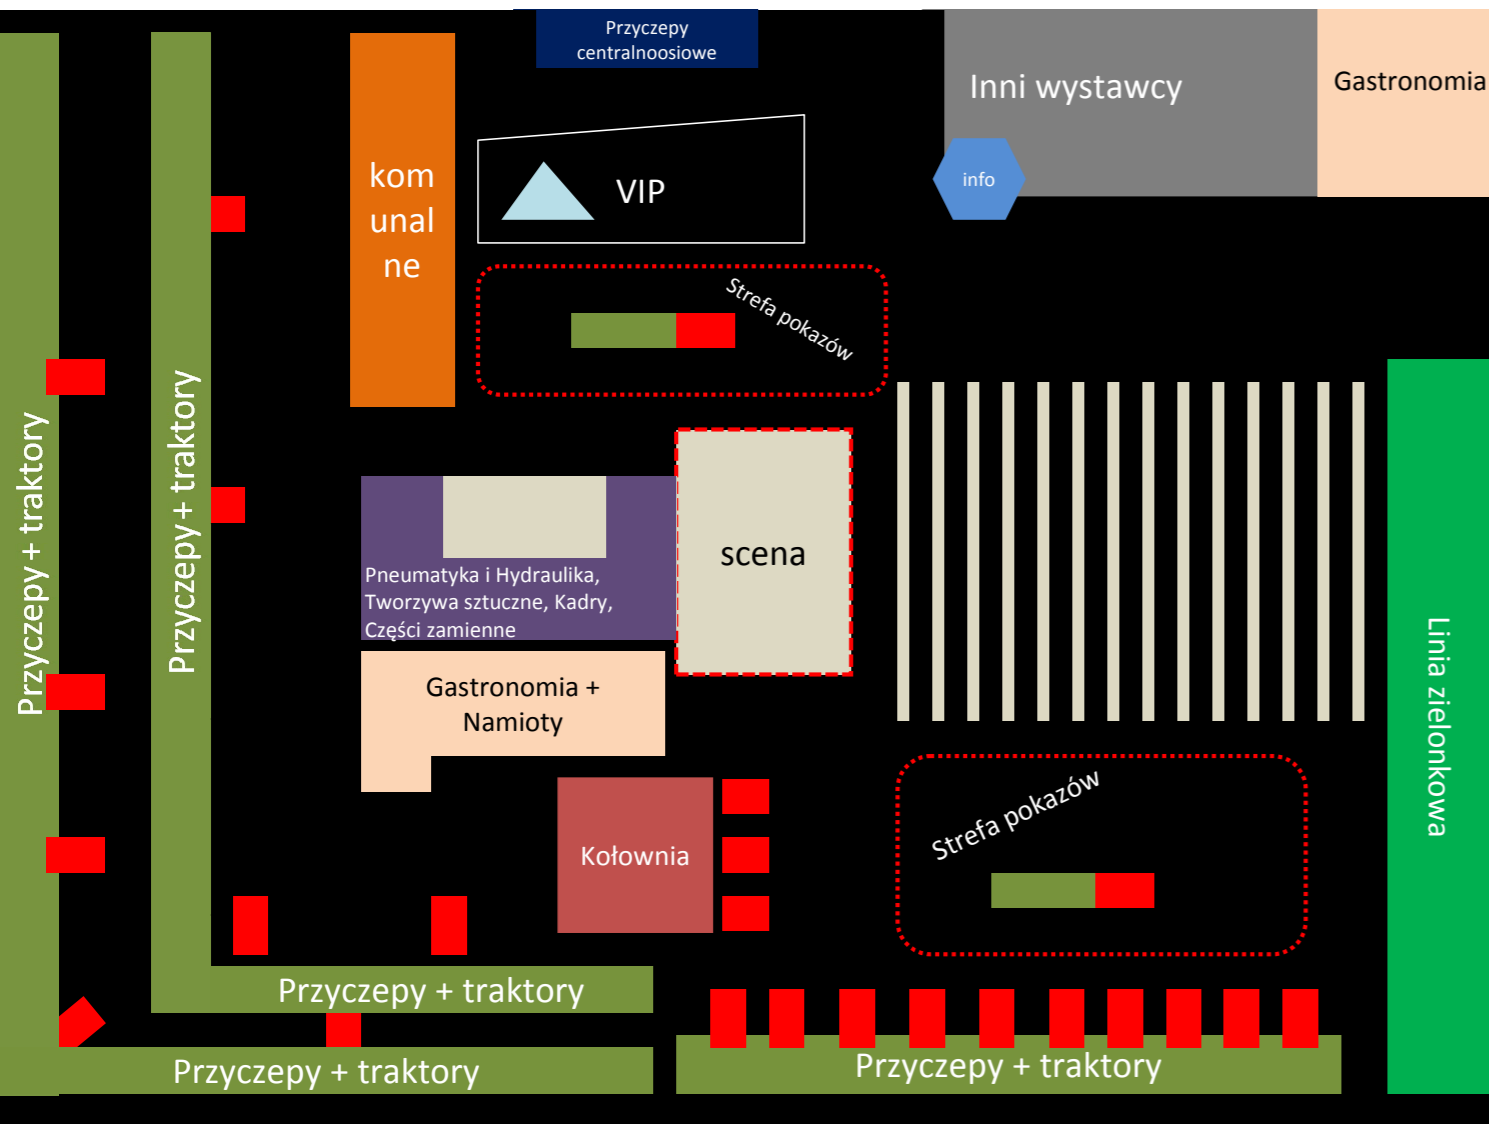 Przyczepy
centralnoosiowe
Inni wystawcy
Gastronomia
info
kom
unal
ne
VIP
Strefa pokazów
Przyczepy + traktory
Przyczepy + traktory
scena
Pneumatyka i Hydraulika,
Tworzywa sztuczne, Kadry,
Części zamienne
Gastronomia +
Namioty
Linia zielonkowa
Strefa pokazów
Kołownia
Przyczepy + traktory
Przyczepy + traktory
Przyczepy + traktory